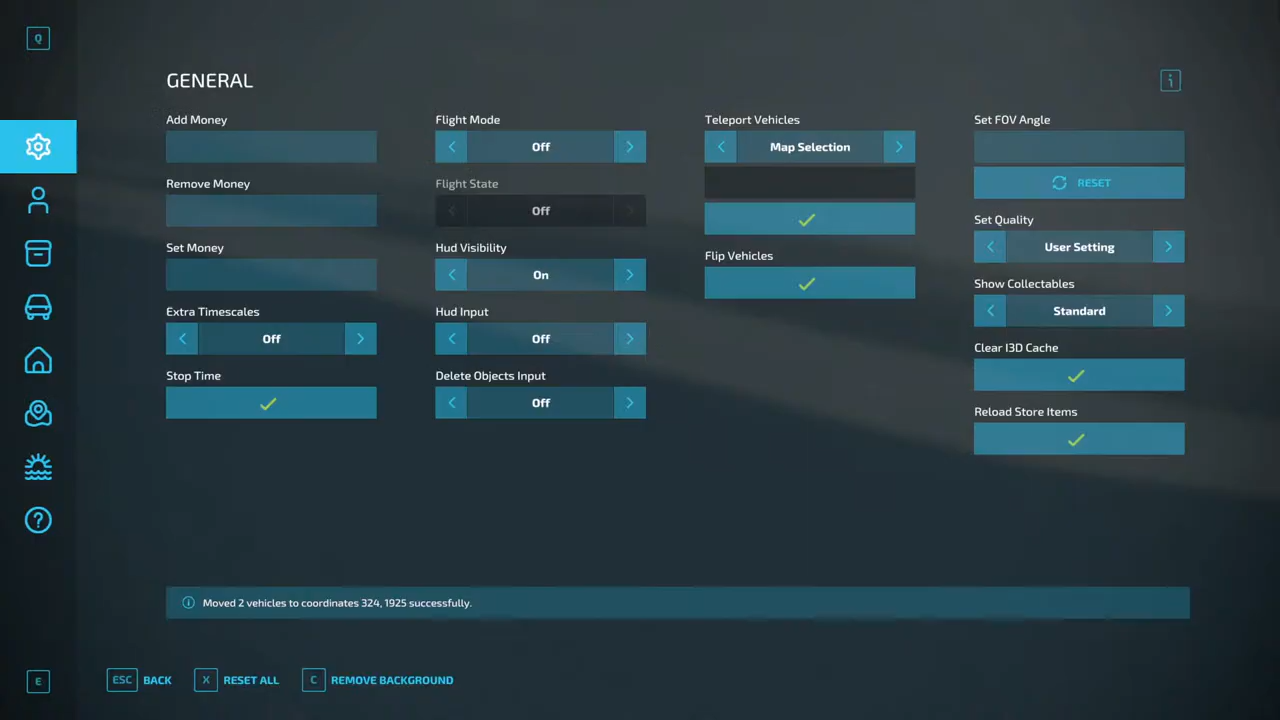 Q
GENERAL
i
Add Money
Remove Money
Set Money
Extra Timescales
Off
Stop Time
Flight Mode
Off
Flight State
Off
Hud Visibility
On
Hud Input
Off
Delete Objects Input
Off
Teleport Vehicles
Map Selection
Flip Vehicles
Set FOV Angle
RESET
Set Quality
User Setting
Show Collectables
Standard
Clear I3D Cache
Reload Store Items
Moved 2 vehicles to coordinates 324, 1925 successfully.
E
ESC BACK X RESET ALL C REMOVE BACKGROUND